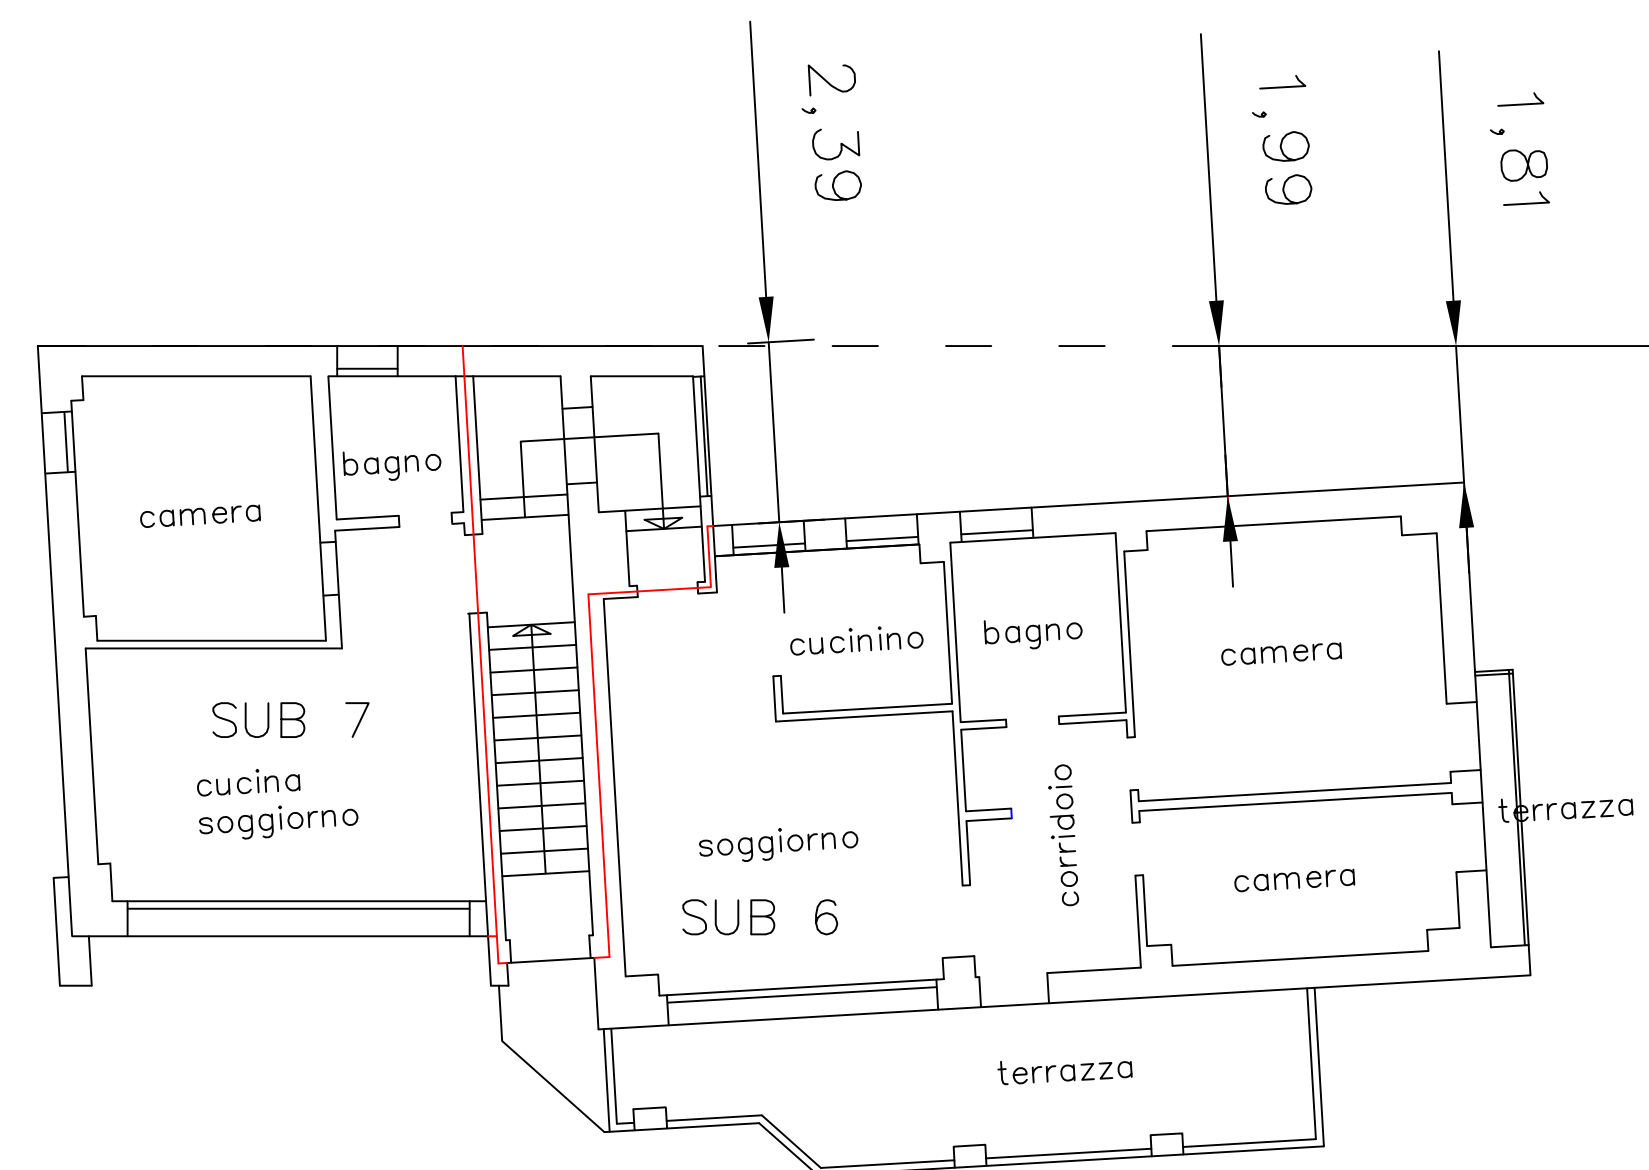 2,39
1,99
1,81
bagno
camera
cucinino
bagno
camera
SUB 7
cucina
soggiorno
corridoio
terrazza
soggiorno
camera
SUB 6
terrazza